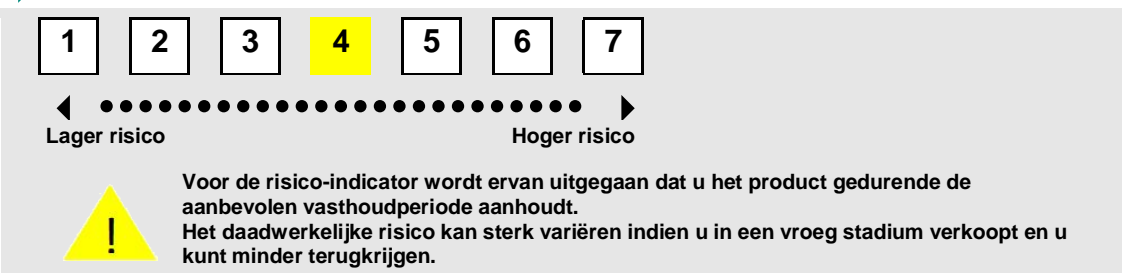 1 2 3 4 5 6 7
Lager risico Hoger risico
Voor de risico-indicator wordt ervan uitgegaan dat u het product gedurende de
aanbevolen vasthoudperiode aanhoudt.
Het daadwerkelijke risico kan sterk variëren indien u in een vroeg stadium verkoopt en u
kunt minder terugkrijgen.
!